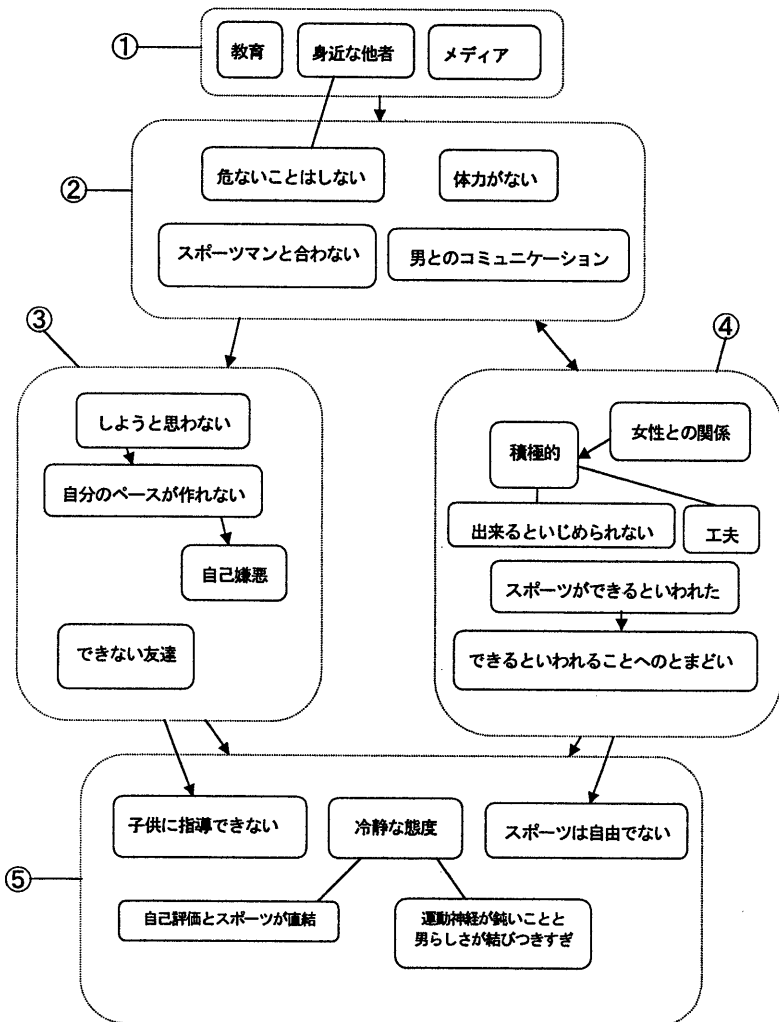 ①
教育
身近な他者
メディア
②
危ないことはしない
体力がない
スポーツマンと合わない
男とのコミュニケーション
③
しようと思わない
自分のペースが作れない
自己嫌悪
できない友達
④
女性との関係
積極的
出来るといじめられない
工夫
スポーツができるといわれた
できるといわれることへのとまどい
⑤
子供に指導できない
冷静な態度
スポーツは自由でない
自己評価とスポーツが直結
運動神経が鈍いことと
男らしさが結びつきすぎ